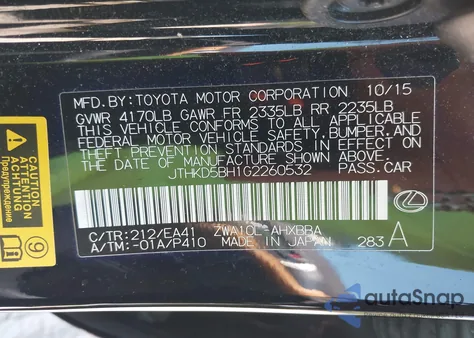 MFD. BY: TOYOTA MOTOR CORPORATION 10/15
GVWR 4170LB GAWR FR 2335LB RR 2235LB
THIS VEHICLE CONFORMS TO ALL APPLICABLE
FEDERAL MOTOR VEHICLE SAFETY, BUMPER, AND
THEFT PREVENTION STANDARDS IN EFFECT ON
THE DATE OF MANUFACTURE SHOWN ABOVE.
JTHKD5BH1G2260532 PASS.CAR
C/TR: 212/EA41 ZWA10L-AHXBBA
A/TM: -01A/P410 MADE IN JAPAN 283 A
9
autoSnap